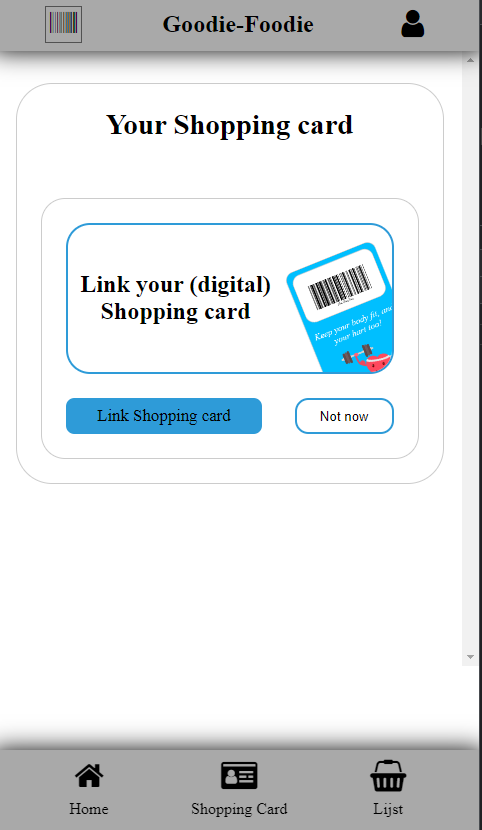 Goodie-Foodie
Your Shopping card
Link your (digital)
Shopping card
Keep your body fit, and
your hart too!
Link Shopping card
Not now
Home
Shopping Card
Lijst